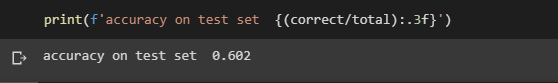 print(f'accuracy on test set  {(correct/total):.3f}')
accuracy on test set  0.602